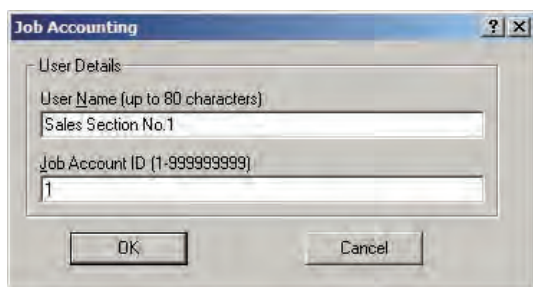 Job Accounting
User Details
User Name (up to 80 characters)
Sales Section No.1
Job Account ID (1-999999999)
1
OK
Cancel